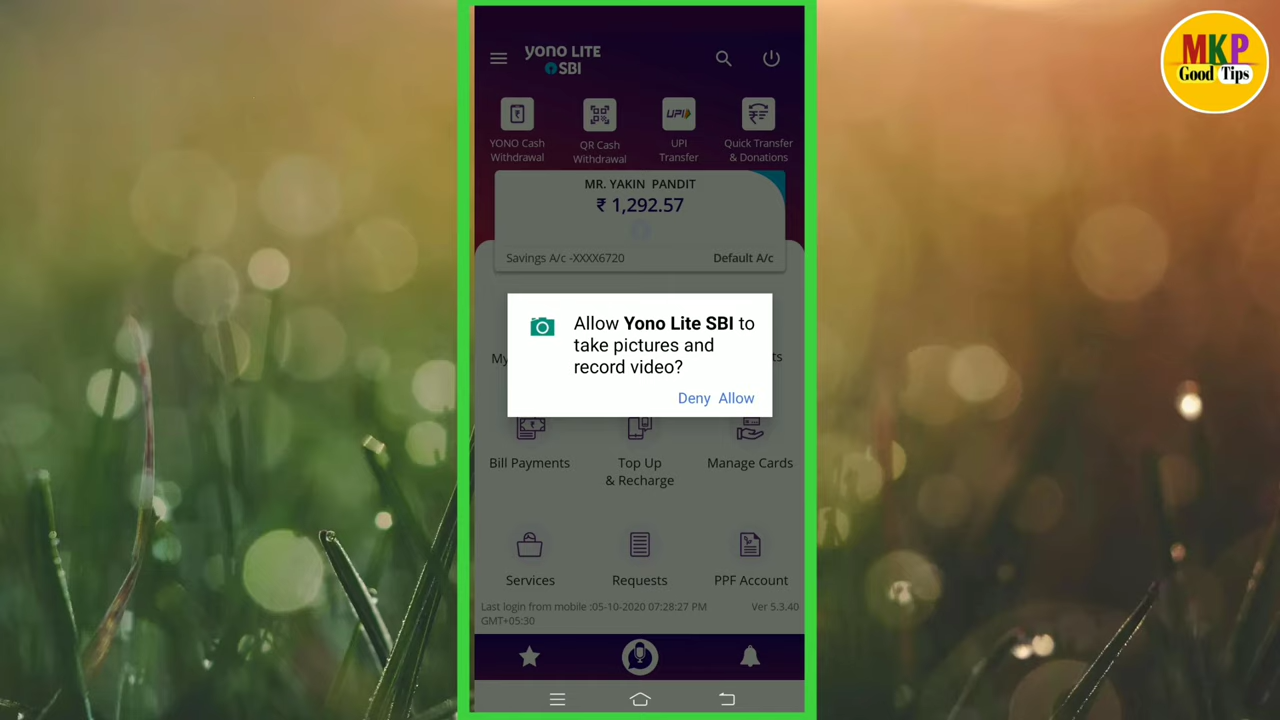 MKP
Good Tips
yono LITE
SBI
YONO Cash
Withdrawal
QR Cash
Withdrawal
UPI
UPI
Transfer
Quick Transfer
& Donations
MR. YAKIN PANDIT
₹ 1,292.57
Savings A/c -XXXX6720
Default A/c
Allow Yono Lite SBI to
take pictures and
record video?
Deny Allow
My
ts
Bill Payments
Top Up
& Recharge
Manage Cards
Services
Requests
PPF Account
Last login from mobile :05-10-2020 07:28:27 PM
GMT+05:30
Ver 5.3.40